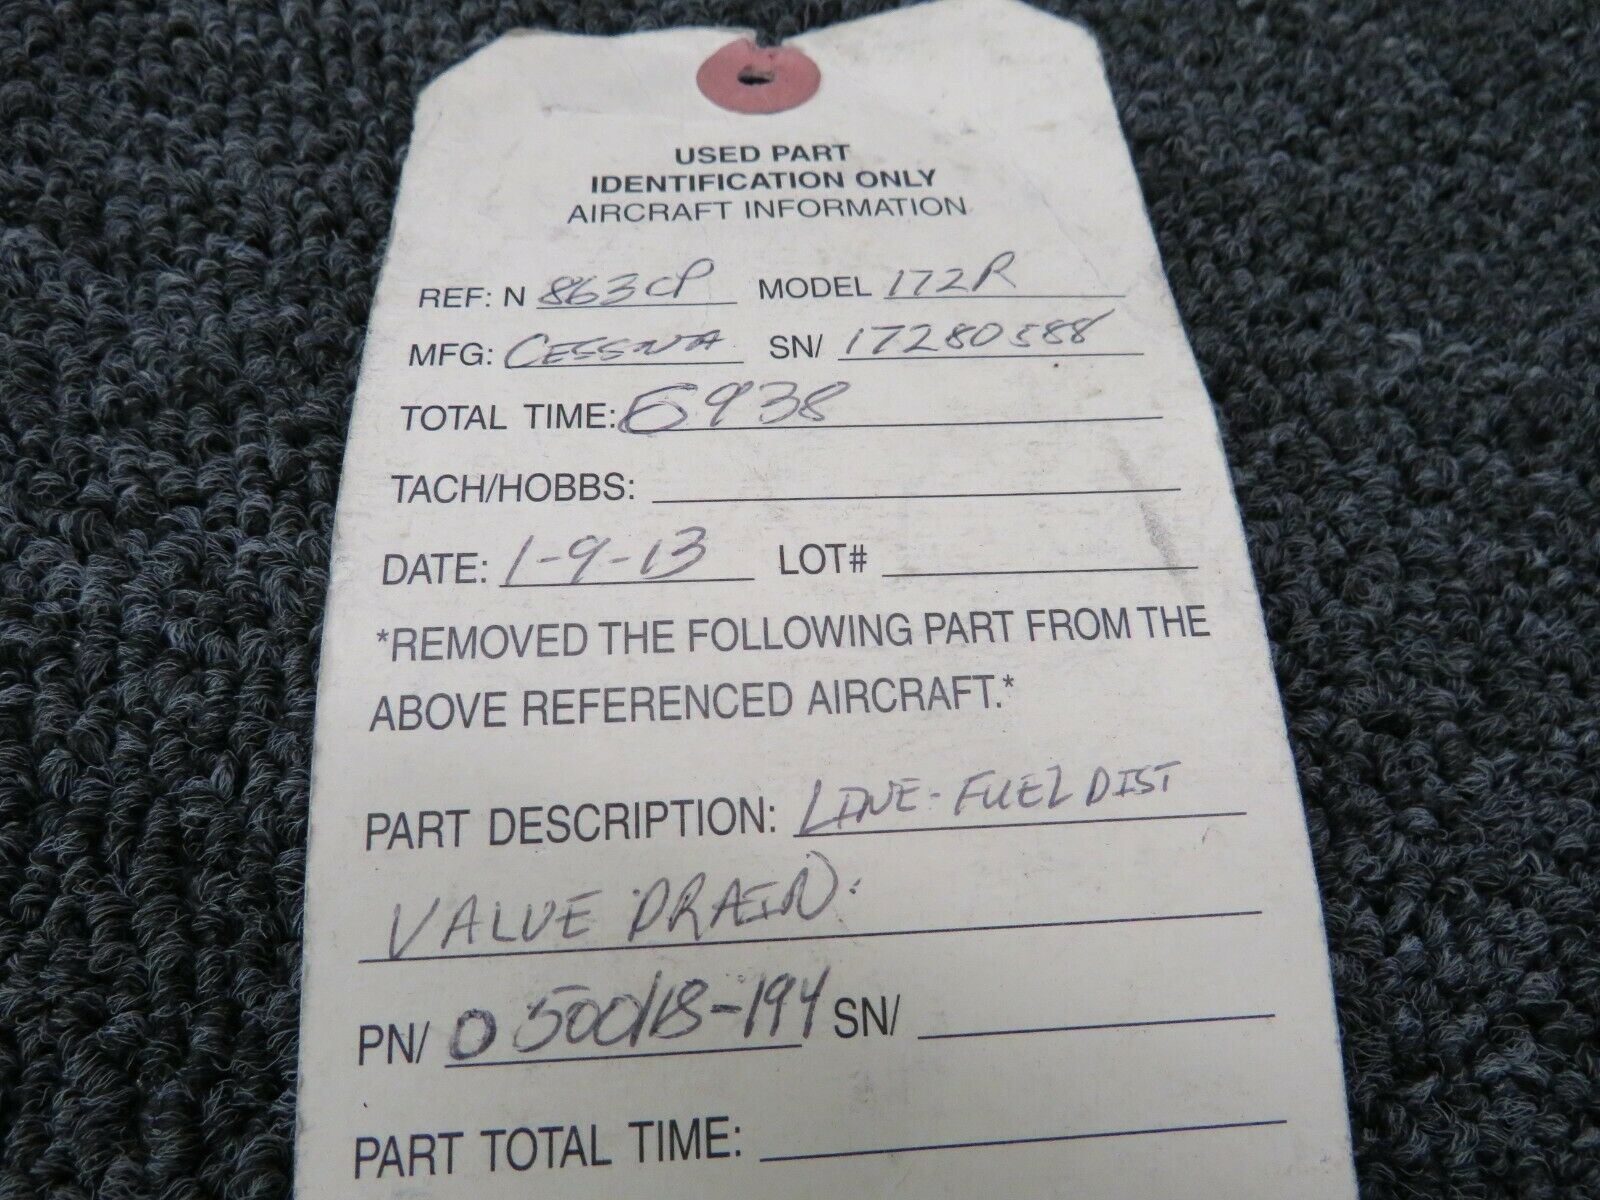 USED PART
IDENTIFICATION ONLY
AIRCRAFT INFORMATION
REF: N 863CP MODEL 172R
MFG: CESSNA SN/ 17280588
TOTAL TIME: 6938
TACH/HOBBS:
DATE: 1-9-13 LOT#
*REMOVED THE FOLLOWING PART FROM THE
ABOVE REFERENCED AIRCRAFT.*
PART DESCRIPTION: LINE-FUEL DIST
VALUE DRAIN.
PN/ 0500118-194 SN/
PART TOTAL TIME: